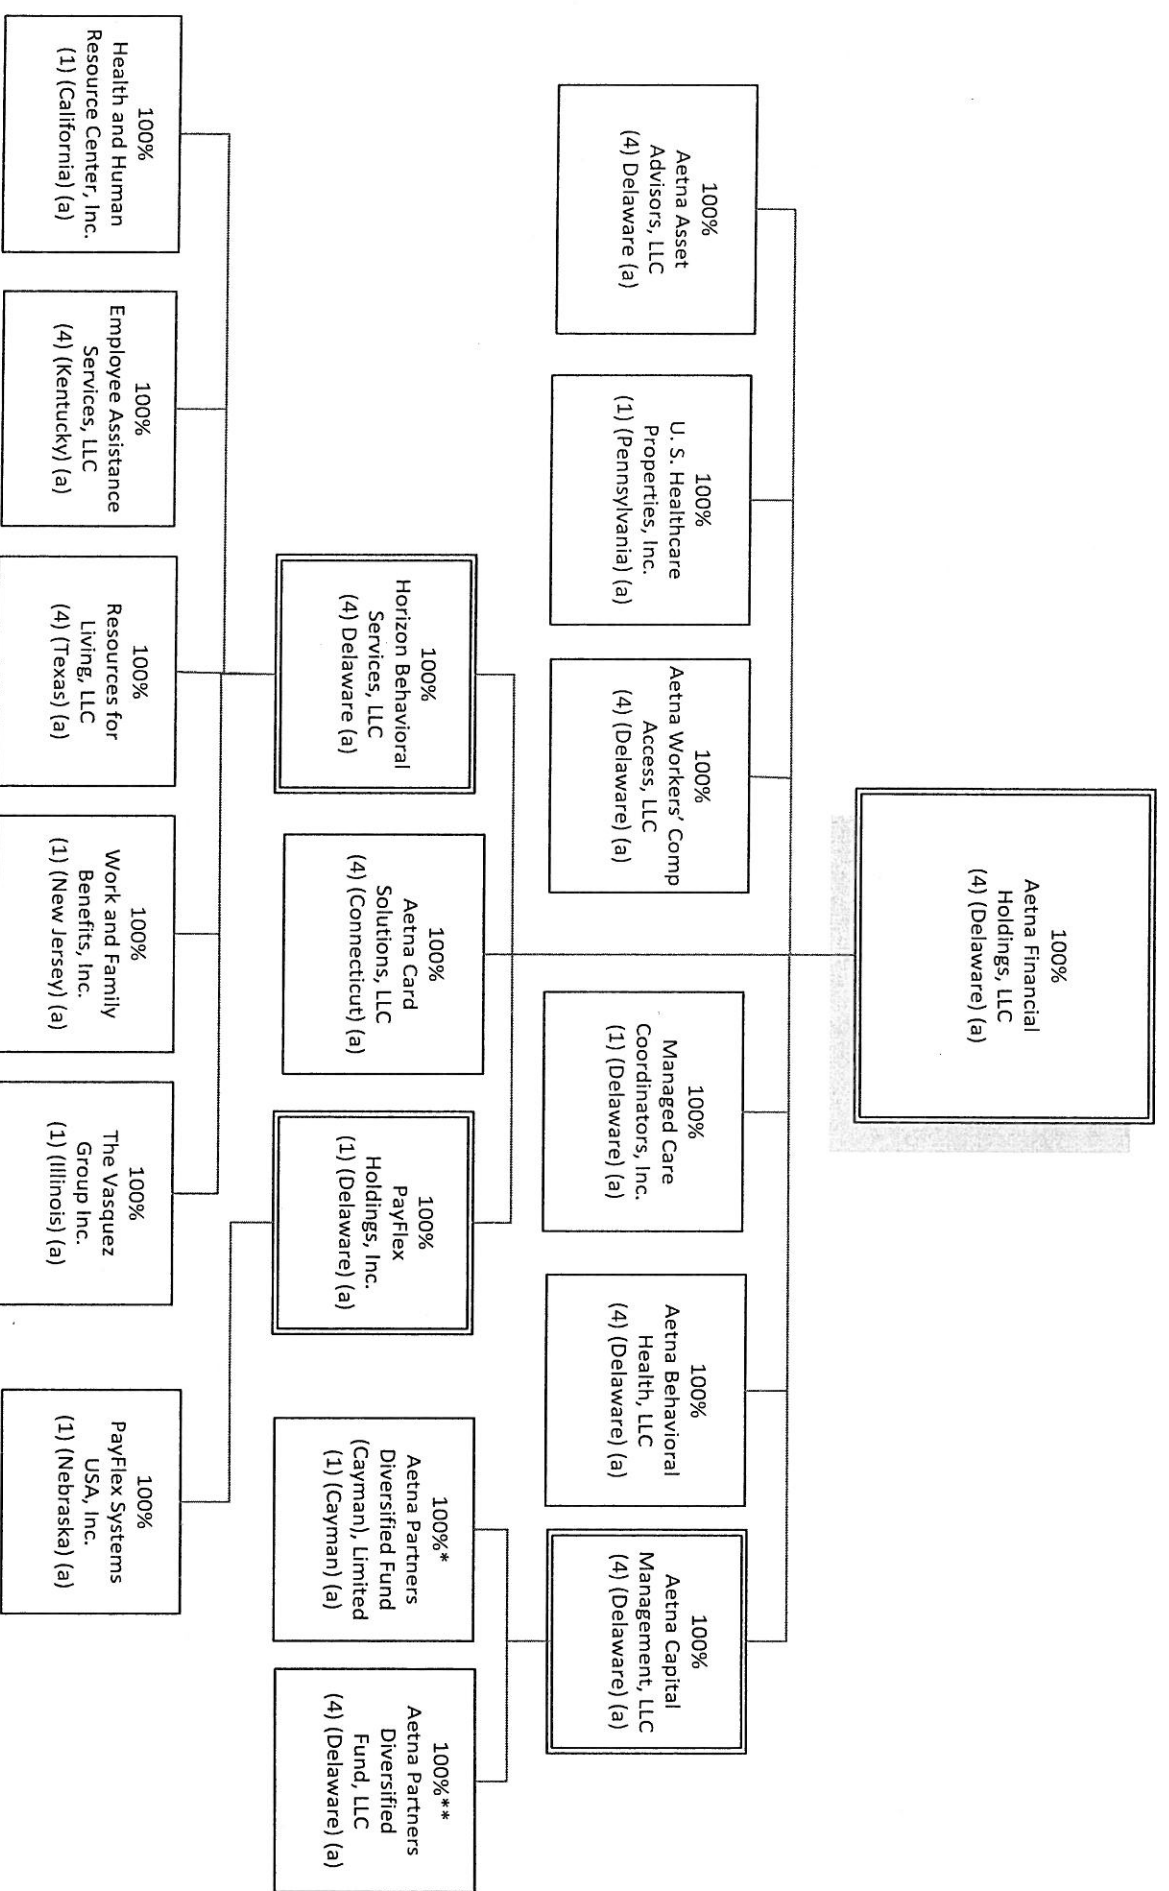 100%
Aetna Financial
Holdings, LLC
(4) (Delaware) (a)
100%
Aetna Asset
Advisors, LLC
(4) Delaware (a)
100%
U. S. Healthcare
Properties, Inc.
(1) (Pennsylvania) (a)
100%
Aetna Workers' Comp
Access, LLC
(4) (Delaware) (a)
100%
Managed Care
Coordinators, Inc.
(1) (Delaware) (a)
100%
Aetna Behavioral
Health, LLC
(4) (Delaware) (a)
100%
Aetna Capital
Management, LLC
(4) (Delaware) (a)
100%
Horizon Behavioral
Services, LLC
(4) Delaware (a)
100%
Aetna Card
Solutions, LLC
(4) (Connecticut) (a)
100%
PayFlex
Holdings, Inc.
(1) (Delaware) (a)
100%*
Aetna Partners
Diversified Fund
(Cayman), Limited
(1) (Cayman) (a)
100%**
Aetna Partners
Diversified
Fund, LLC
(4) (Delaware) (a)
100%
Health and Human
Resource Center, Inc.
(1) (California) (a)
100%
Employee Assistance
Services, LLC
(4) (Kentucky) (a)
100%
Resources for
Living, LLC
(4) (Texas) (a)
100%
Work and Family
Benefits, Inc.
(1) (New Jersey) (a)
100%
The Vasquez
Group Inc.
(1) (Illinois) (a)
100%
PayFlex Systems
USA, Inc.
(1) (Nebraska) (a)